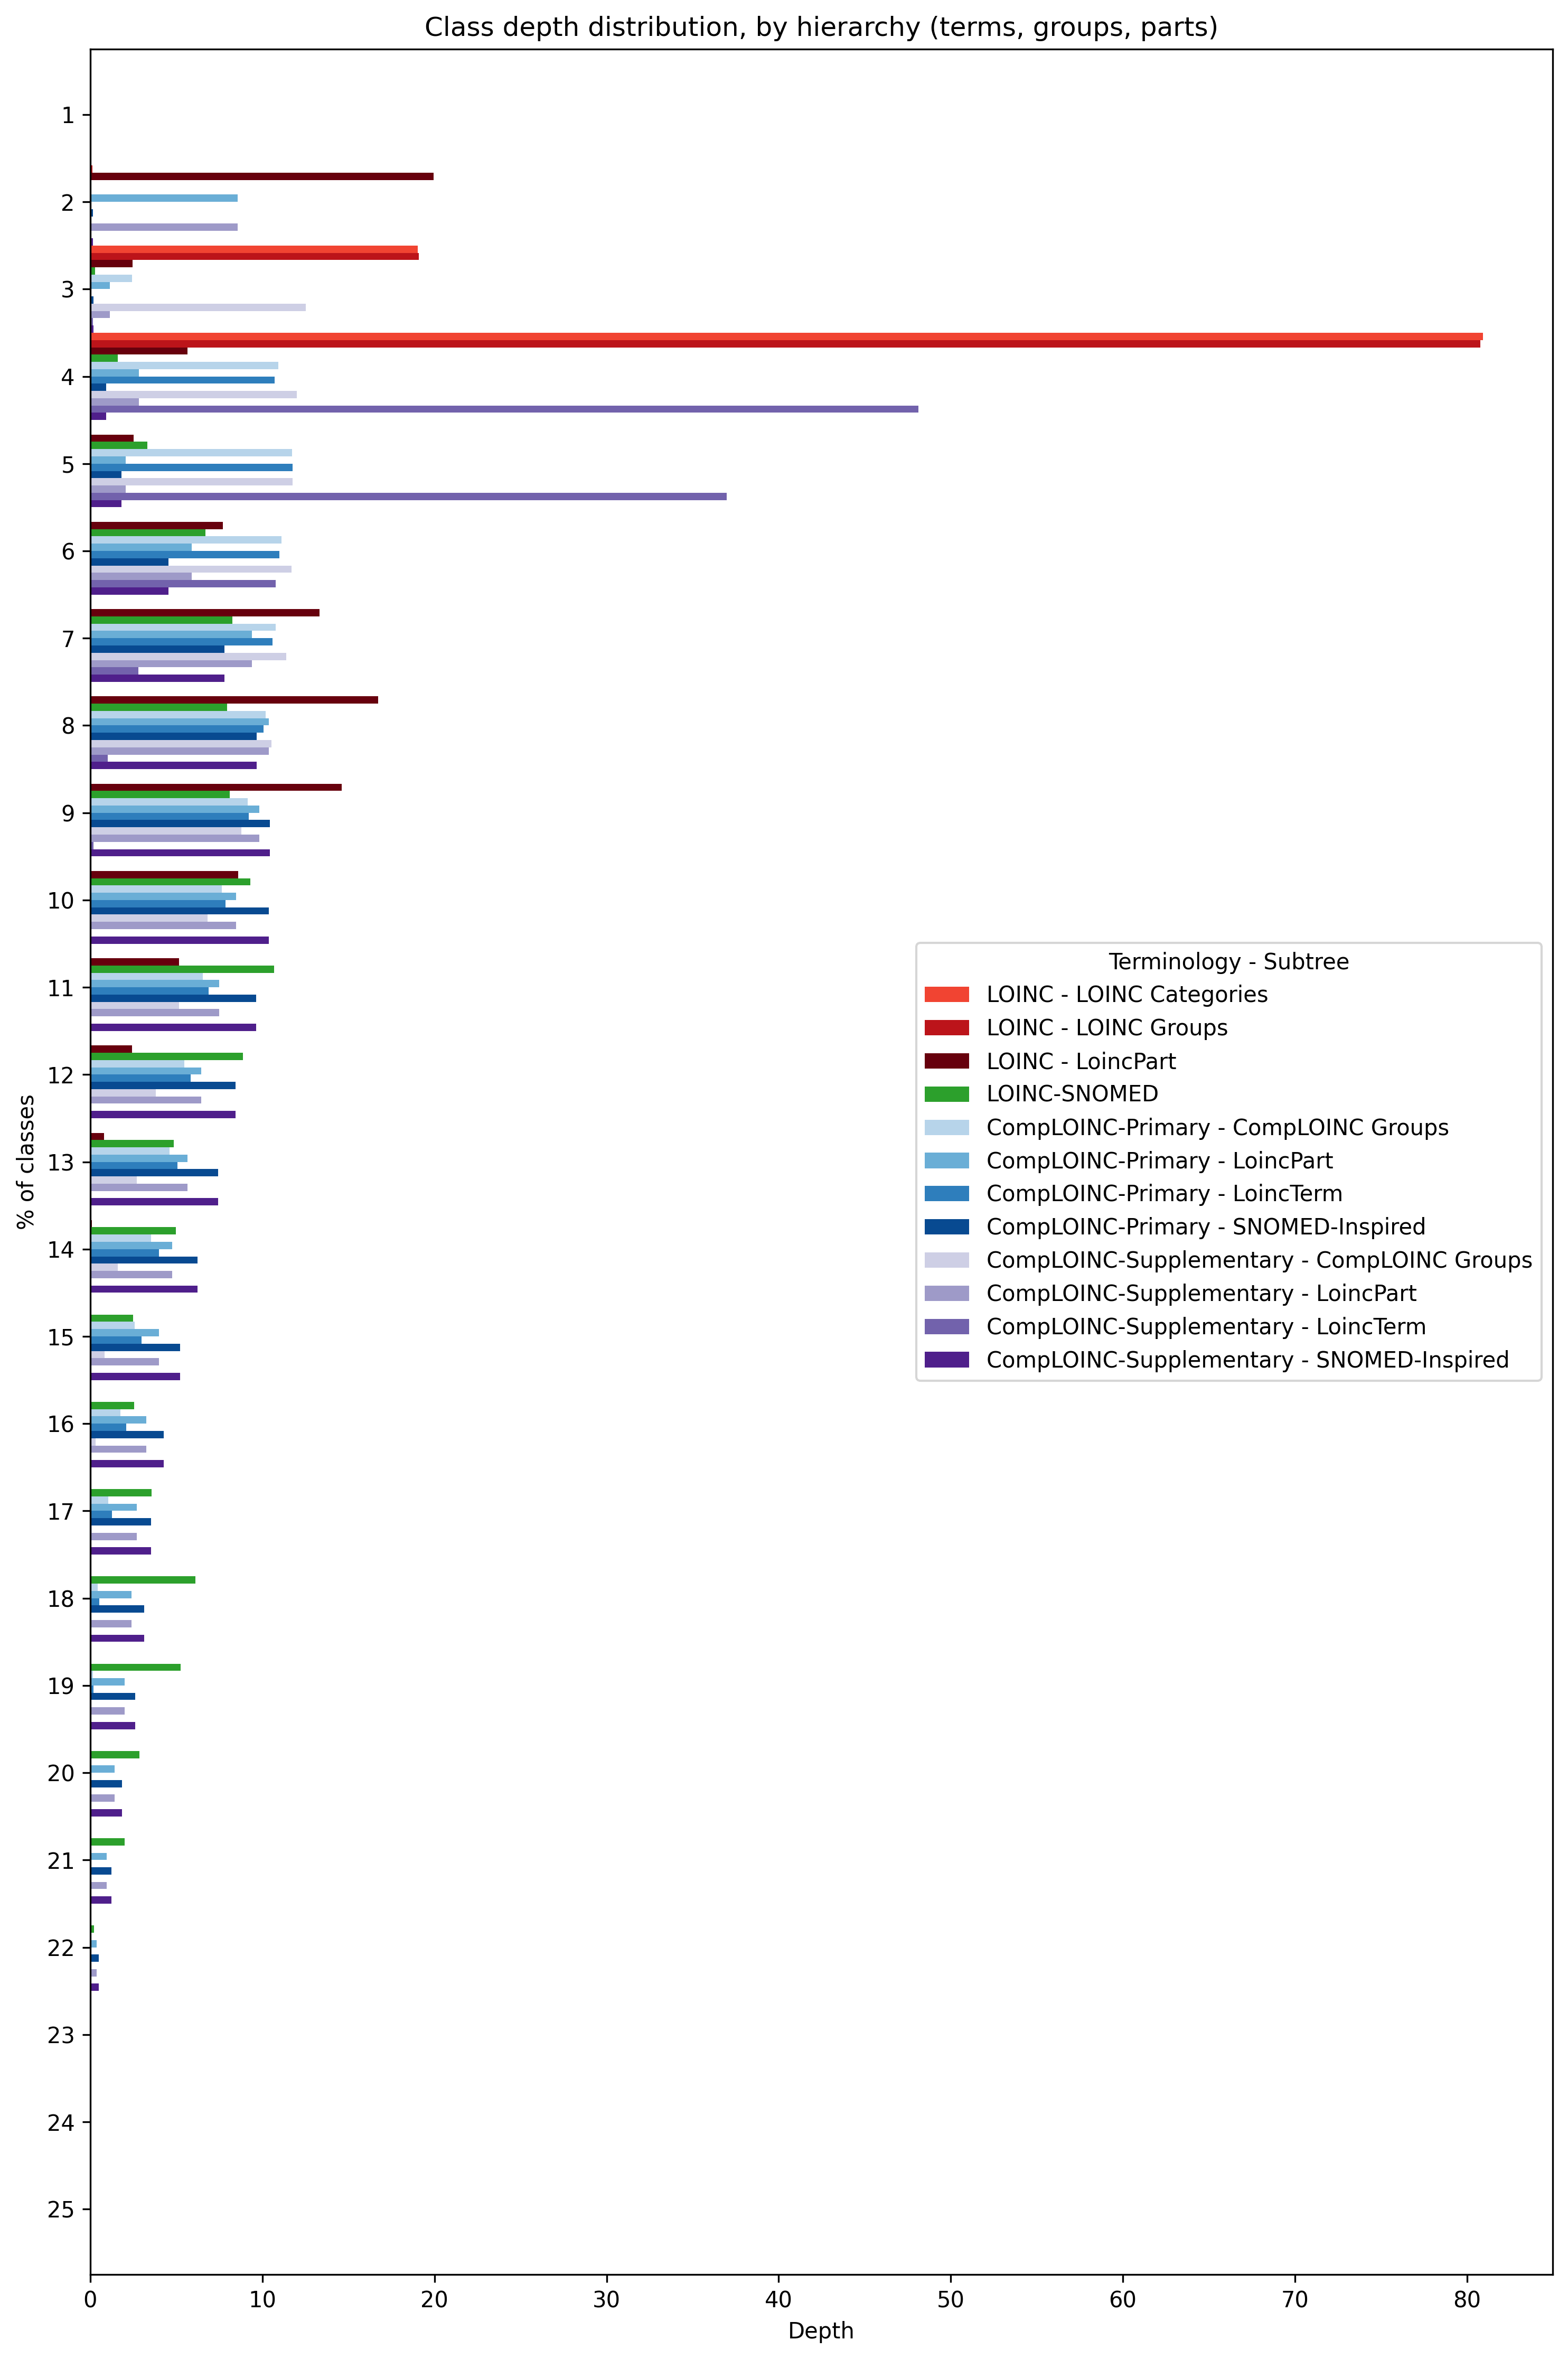 Class depth distribution, by hierarchy (terms, groups, parts)
% of classes
1
2
3
4
5
6
7
8
9
10
11
12
13
14
15
16
17
18
19
20
21
22
23
24
25
Terminology - Subtree
LOINC - LOINC Categories
LOINC - LOINC Groups
LOINC - LoincPart
LOINC-SNOMED
CompLOINC-Primary - CompLOINC Groups
CompLOINC-Primary - LoincPart
CompLOINC-Primary - LoincTerm
CompLOINC-Primary - SNOMED-Inspired
CompLOINC-Supplementary - CompLOINC Groups
CompLOINC-Supplementary - LoincPart
CompLOINC-Supplementary - LoincTerm
CompLOINC-Supplementary - SNOMED-Inspired
0 10 20 30 40 50 60 70 80
Depth